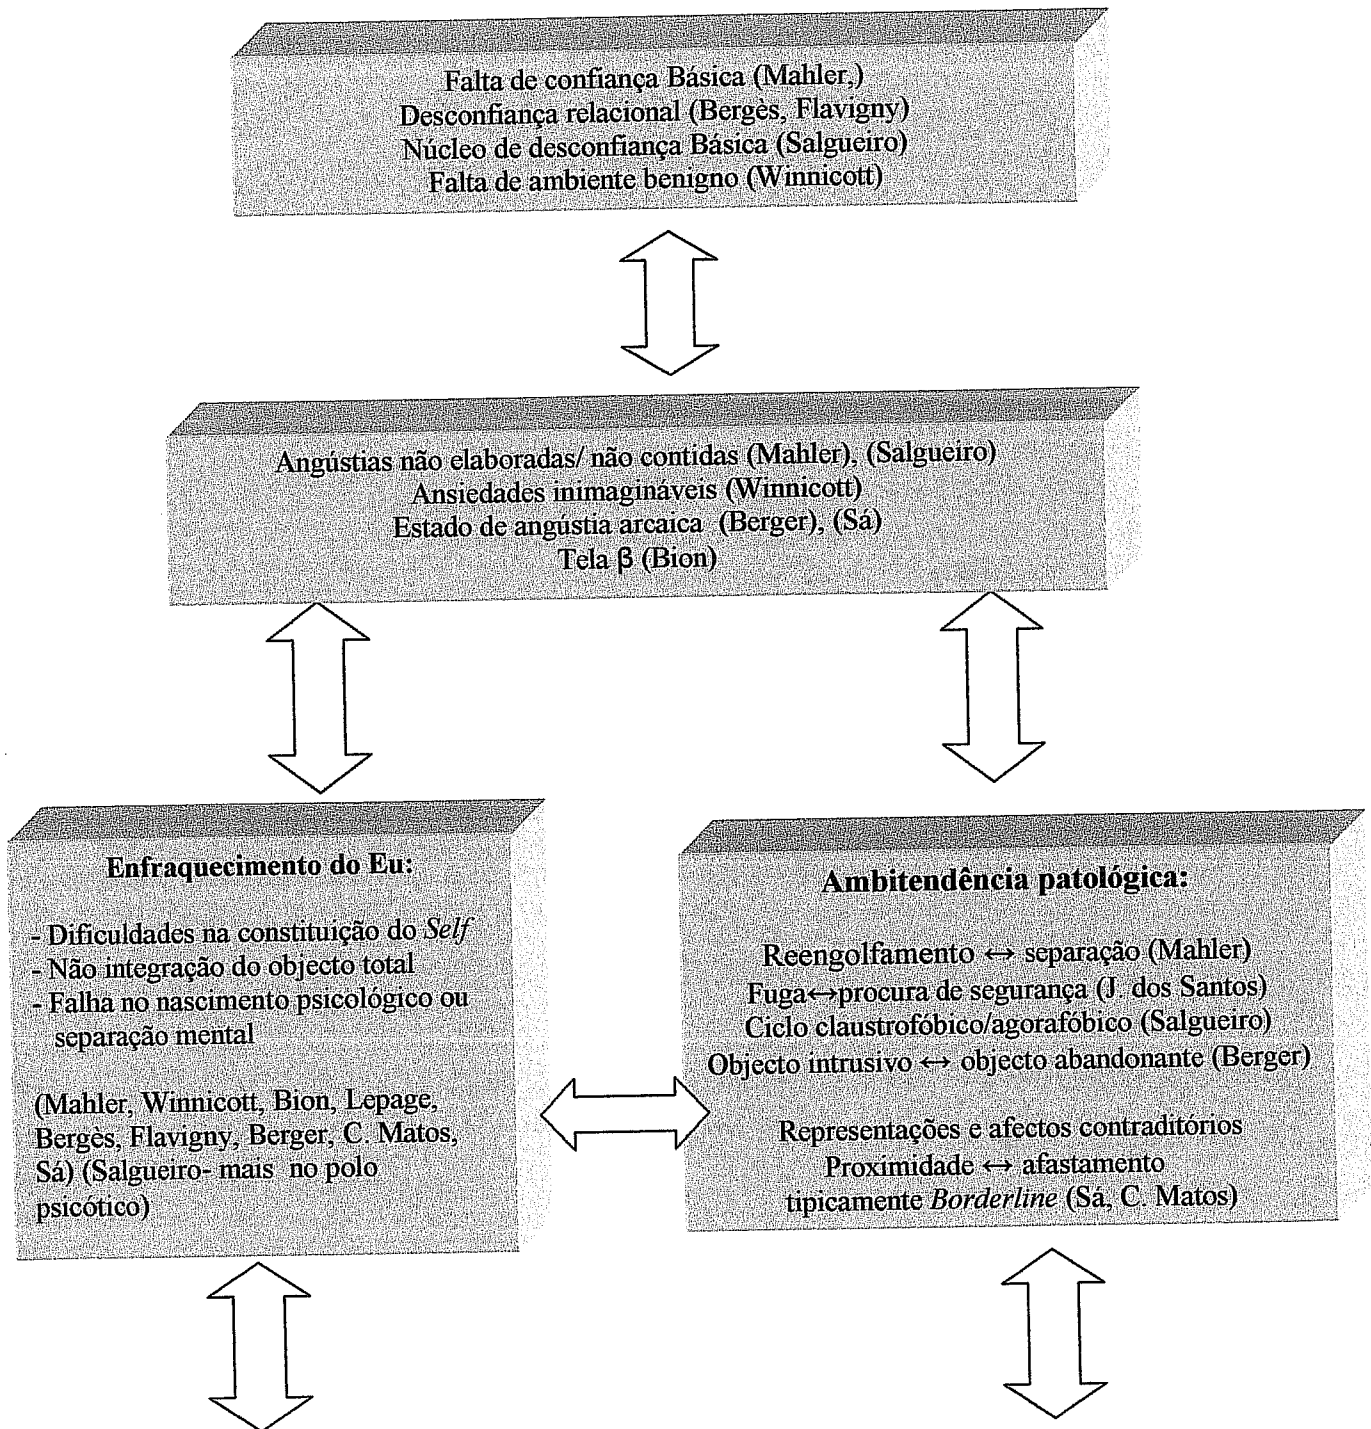 Falta de confiança Básica (Mahler,)
Desconfiança relacional (Bergès, Flavigny)
Núcleo de desconfiança Básica (Salgueiro)
Falta de ambiente benigno (Winnicott)
Angústias não elaboradas/ não contidas (Mahler), (Salgueiro)
Ansiedades inimagináveis (Winnicott)
Estado de angústia arcaica (Berger), (Sá)
Tela β (Bion)
Enfraquecimento do Eu:
- Dificuldades na constituição do Self
- Não integração do objecto total
- Falha no nascimento psicológico ou
separação mental
(Mahler, Winnicott, Bion, Lepage,
Bergès, Flavigny, Berger, C. Matos,
Sá) (Salgueiro- mais no polo
psicótico)
Ambitendência patológica:
Reengolfamento ↔ separação (Mahler)
Fuga↔procura de segurança (J. dos Santos)
Ciclo claustrofóbico/agorafóbico (Salgueiro)
Objecto intrusivo ↔ objecto abandonante (Berger)
Representações e afectos contraditórios
Proximidade ↔ afastamento
tipicamente Borderline (Sá, C. Matos)